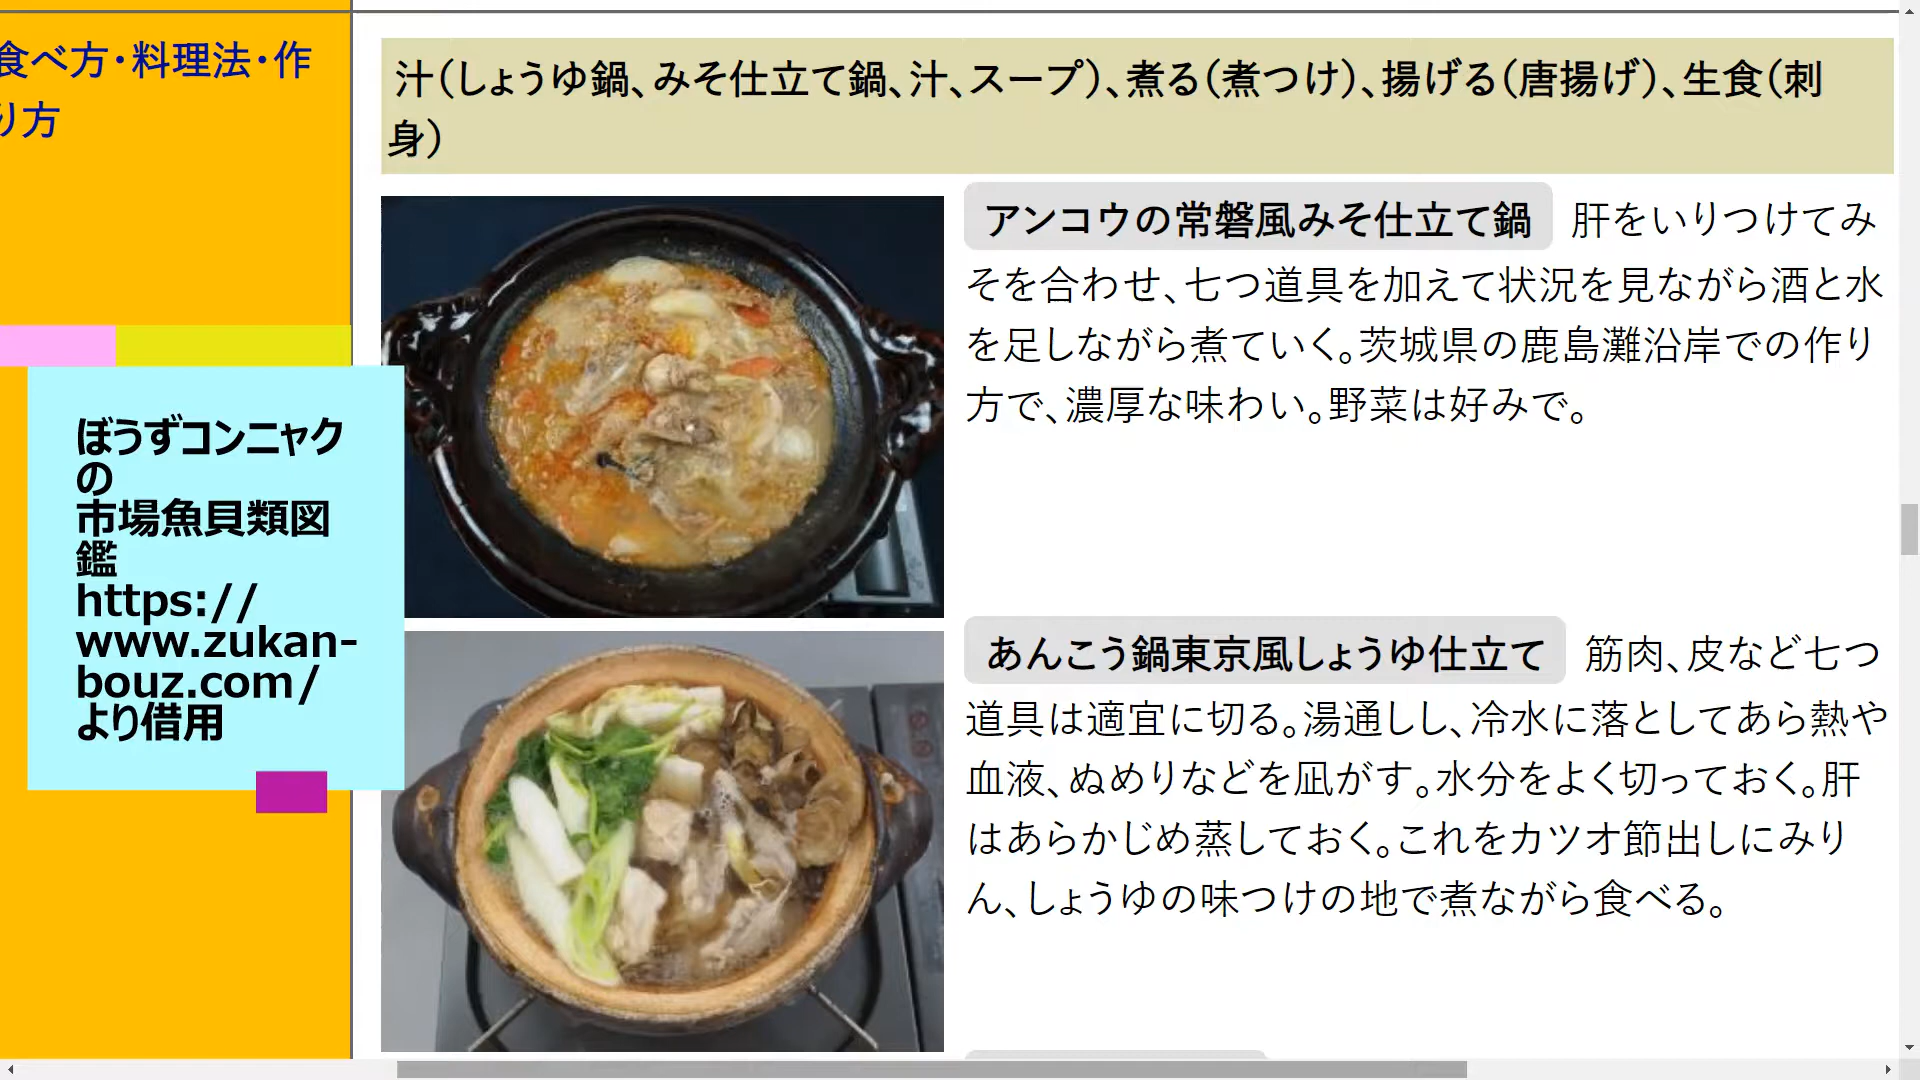 食べ方・料理法・作
り方
汁（しょうゆ鍋、みそ仕立て鍋、汁、スープ）、煮る（煮つけ）、揚げる（唐揚げ）、生食（刺
身）
アンコウの常磐風みそ仕立て鍋 肝をいりつけてみ
そを合わせ、七つ道具を加えて状況を見ながら酒と水
を足しながら煮ていく。茨城県の鹿島灘沿岸での作り
方で、濃厚な味わい。野菜は好みで。
ぼうずコンニャク
の
市場魚貝類図
鑑
https://
www.zukan-
bouz.com/
より借用
あんこう鍋東京風しょうゆ仕立て 筋肉、皮など七つ
道具は適宜に切る。湯通しし、冷水に落としてあら熱や
血液、ぬめりなどを凪がす。水分をよく切っておく。肝
はあらかじめ蒸しておく。これをカツオ節出しにみり
ん、しょうゆの味つけの地で煮ながら食べる。